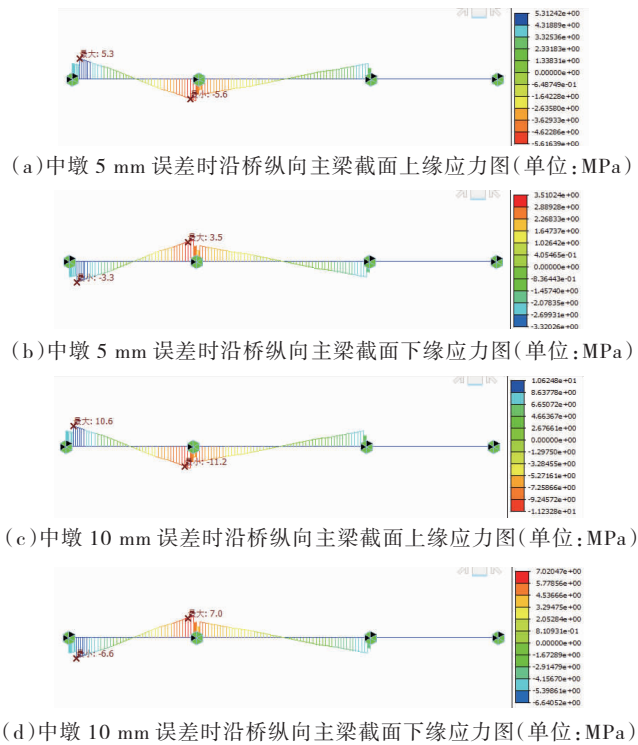 最大: 5.3
最小: -5.6
5.31242e+00
4.31889e+00
3.32536e+00
2.33183e+00
1.33831e+00
0.00000e+00
-6.48749e-01
-1.64228e+00
-2.63580e+00
-3.62933e+00
-4.62286e+00
-5.61639e+00
(a)中墩 5 mm 误差时沿桥纵向主梁截面上缘应力图(单位:MPa)
最大: 3.5
最小: -3.3
3.51024e+00
2.88928e+00
2.26833e+00
1.64737e+00
1.02642e+00
4.05465e-01
0.00000e+00
-8.36443e-01
-1.45740e+00
-2.07835e+00
-2.69931e+00
-3.32026e+00
(b)中墩 5 mm 误差时沿桥纵向主梁截面下缘应力图(单位:MPa)
最大: 10.6
最小: -11.2
1.06248e+01
8.63778e+00
6.65072e+00
4.66367e+00
2.67661e+00
0.00000e+00
-1.29750e+00
-3.28455e+00
-5.27161e+00
-7.25866e+00
-9.24572e+00
-1.12328e+01
(c)中墩 10 mm 误差时沿桥纵向主梁截面上缘应力图(单位:MPa)
最大: 7.0
最小: -6.6
7.02047e+00
5.77856e+00
4.53666e+00
3.29475e+00
2.05284e+00
8.10931e-01
0.00000e+00
-1.67289e+00
-2.91479e+00
-4.15670e+00
-5.39861e+00
-6.64052e+00
(d)中墩 10 mm 误差时沿桥纵向主梁截面下缘应力图(单位:MPa)